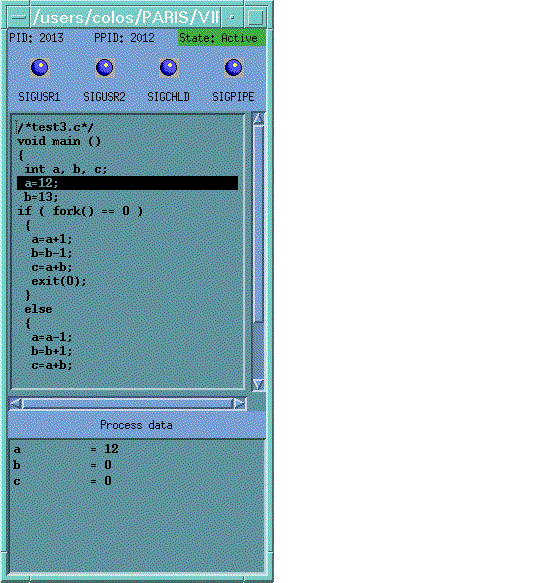 /users/colos/PARIS/VII
PID: 2013 PPID: 2012 State: Active
SIGUSR1 SIGUSR2 SIGCHLD SIGPIPE
/*test3.c*/
void main ()
{
int a, b, c;
a=12;
b=13;
if ( fork() == 0 )
{
a=a+1;
b=b-1;
c=a+b;
exit(0);
}
else
{
a=a-1;
b=b+1;
c=a+b;
Process data
a = 12
b = 0
c = 0